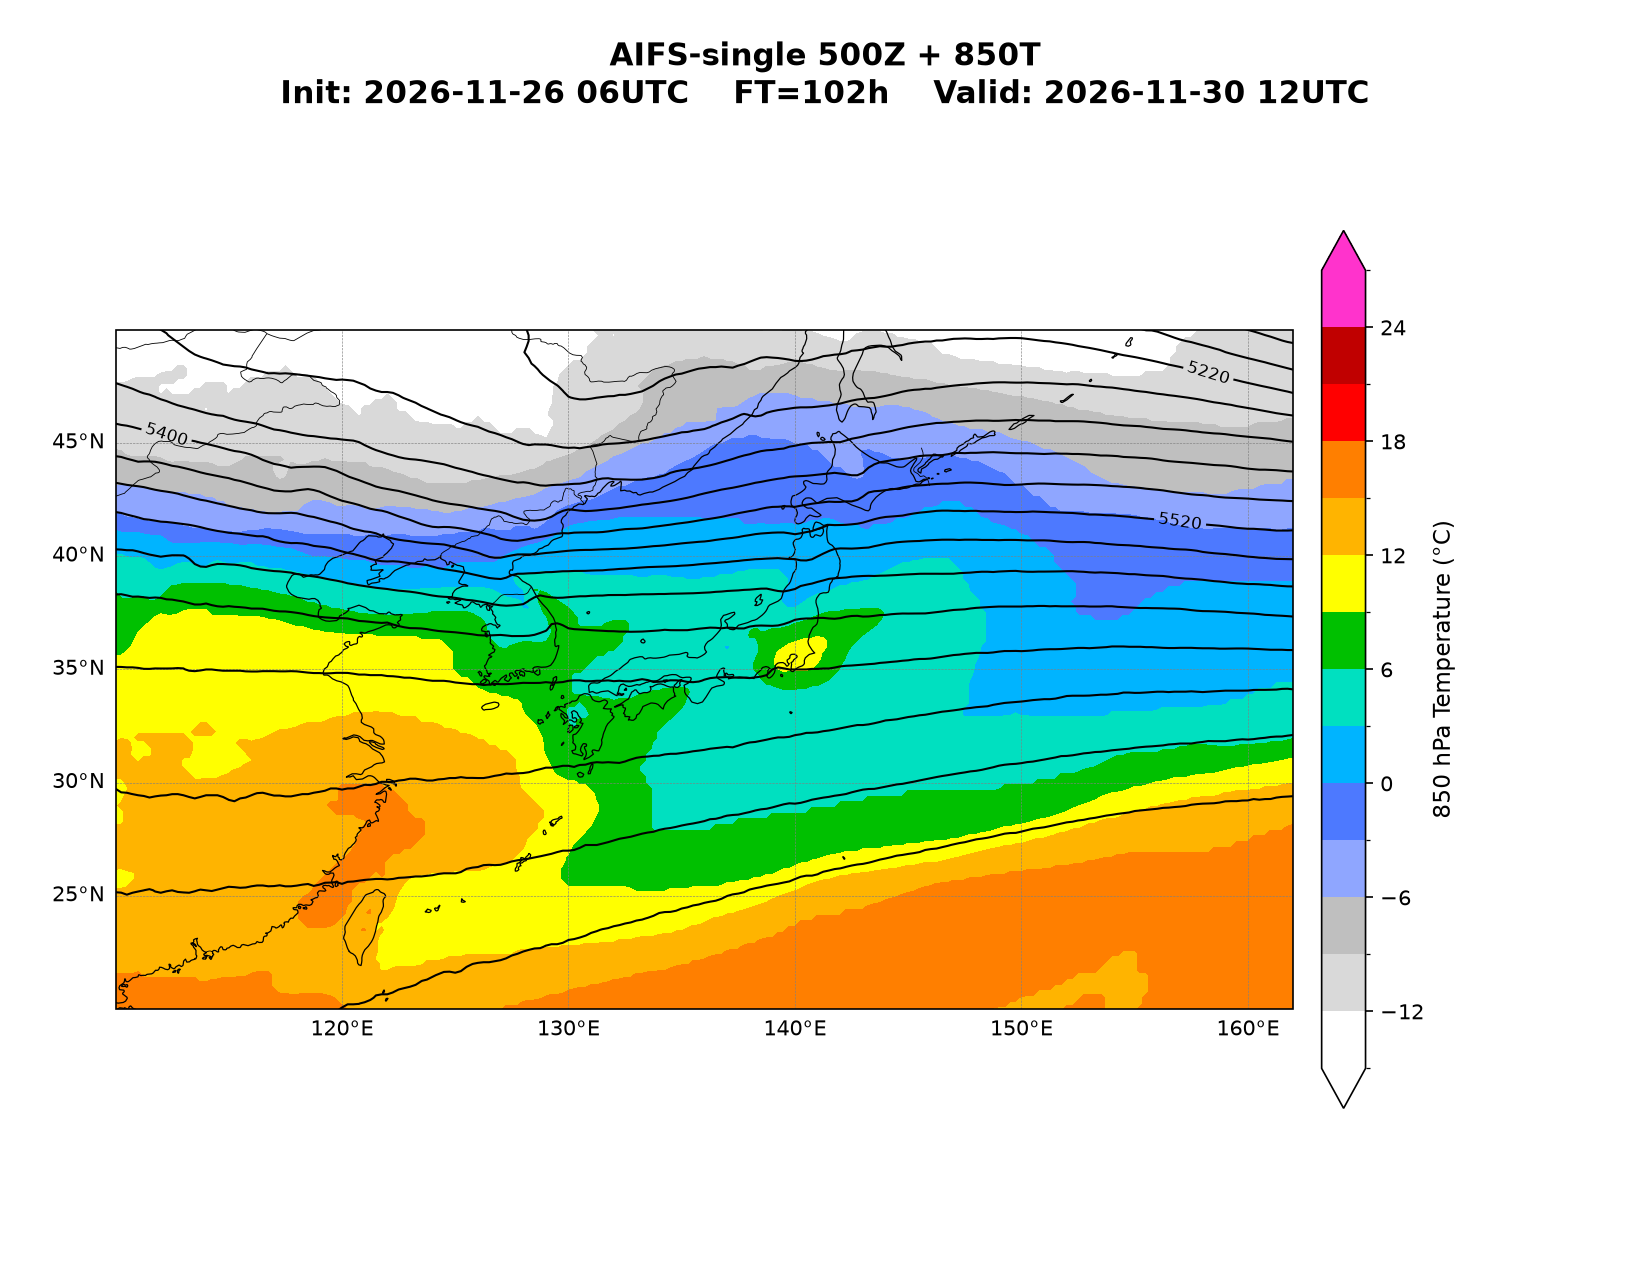 AIFS-single 500Z + 850T
Init: 2026-11-26 06UTC    FT=102h    Valid: 2026-11-30 12UTC
5220
5400
5520
45°N
40°N
35°N
30°N
25°N
120°E
130°E
140°E
150°E
160°E
24
18
12
6
0
−6
−12
850 hPa Temperature (°C)